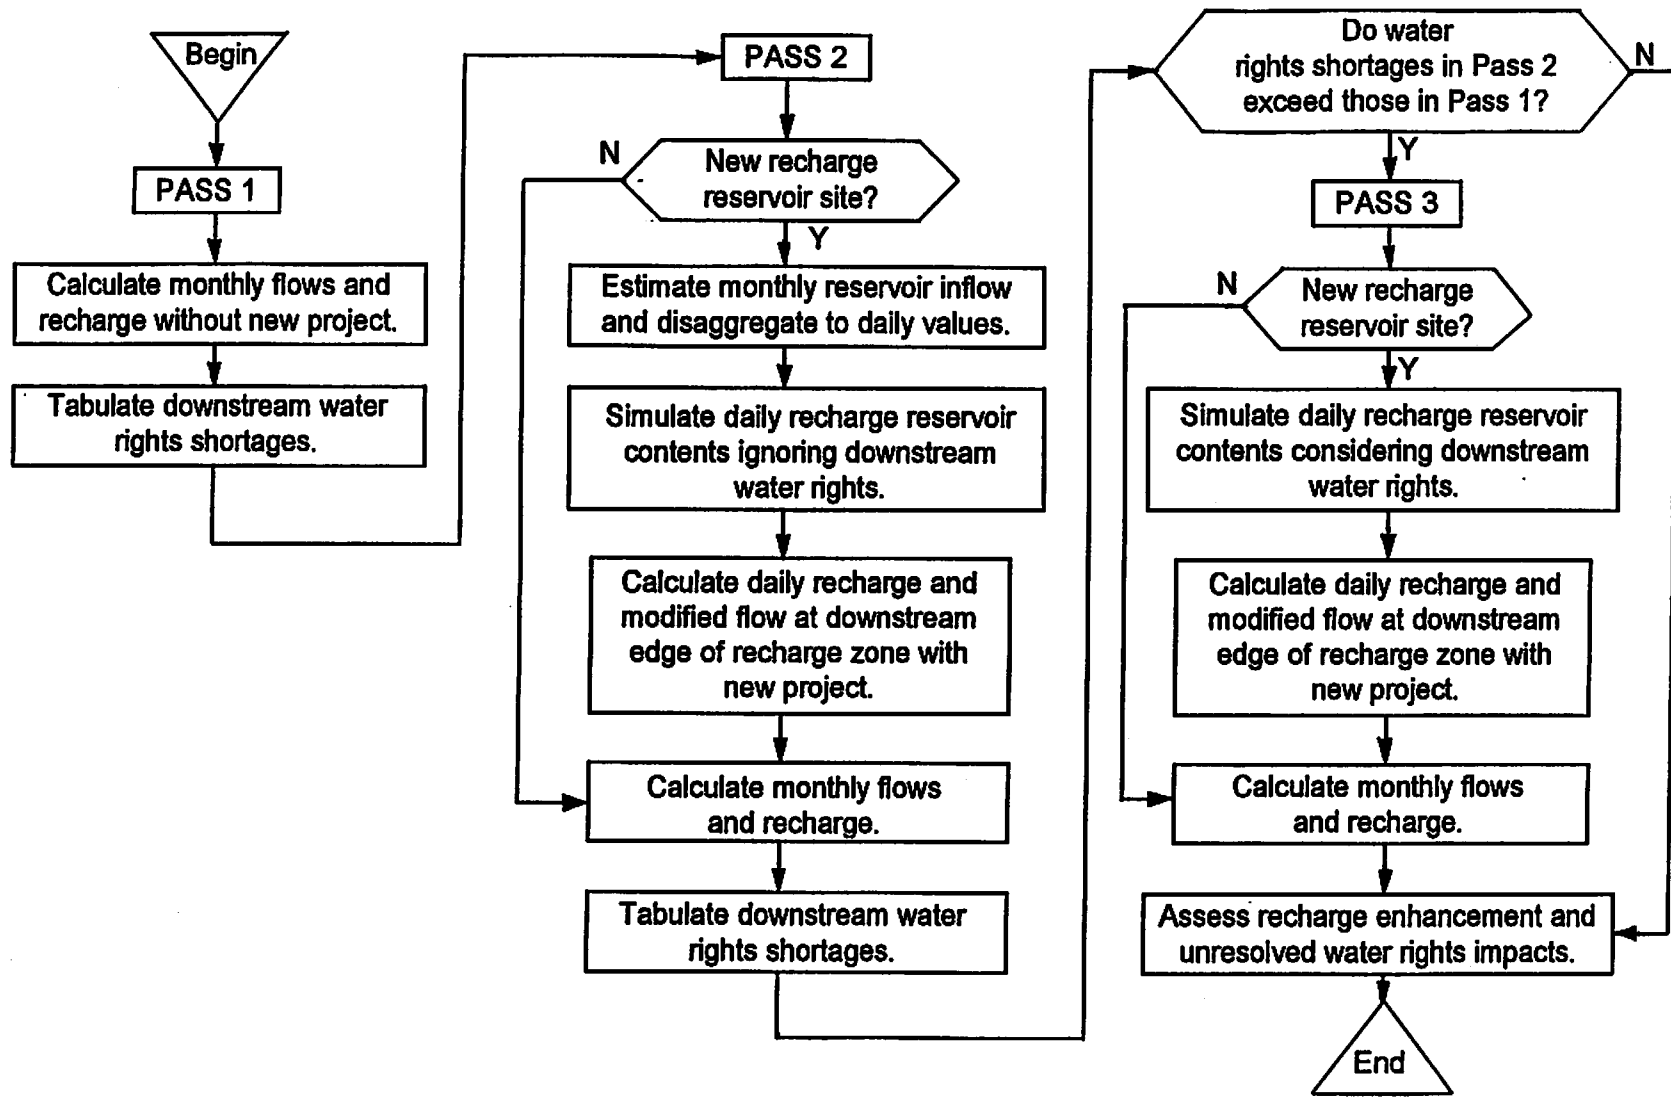 Begin
PASS 1
Calculate monthly flows and
recharge without new project.
Tabulate downstream water
rights shortages.
PASS 2
N
New recharge
reservoir site?
Y
Estimate monthly reservoir inflow
and disaggregate to daily values.
Simulate daily recharge reservoir
contents ignoring downstream
water rights.
Calculate daily recharge and
modified flow at downstream
edge of recharge zone with
new project.
Calculate monthly flows
and recharge.
Tabulate downstream water
rights shortages.
Do water
rights shortages in Pass 2
exceed those in Pass 1?
N
Y
PASS 3
N
New recharge
reservoir site?
Y
Simulate daily recharge reservoir
contents considering downstream
water rights.
Calculate daily recharge and
modified flow at downstream
edge of recharge zone with
new project.
Calculate monthly flows
and recharge.
Assess recharge enhancement and
unresolved water rights impacts.
End